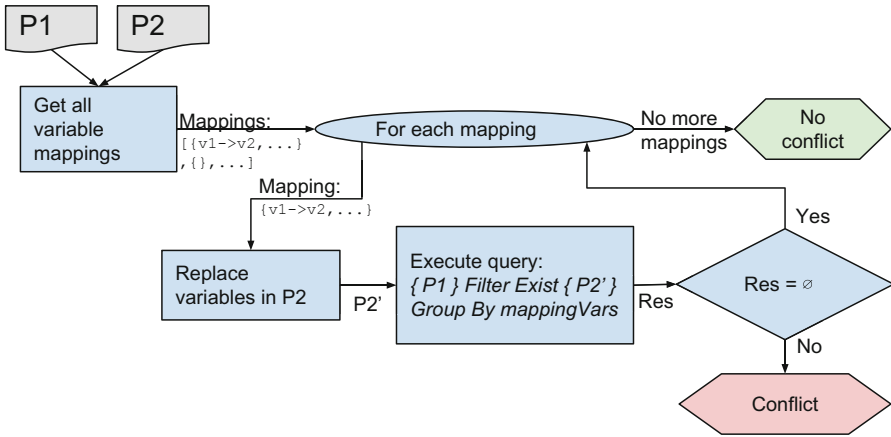 P1
P2
Get all
variable
mappings
Mappings:
[{v1->v2,...}
,{},...]
For each mapping
No more
mappings
No
conflict
Mapping:
{v1->v2,...}
Replace
variables in P2
P2’
Execute query:
{ P1 } Filter Exist { P2’ }
Group By mappingVars
Res
Res = ∅
Yes
No
Conflict